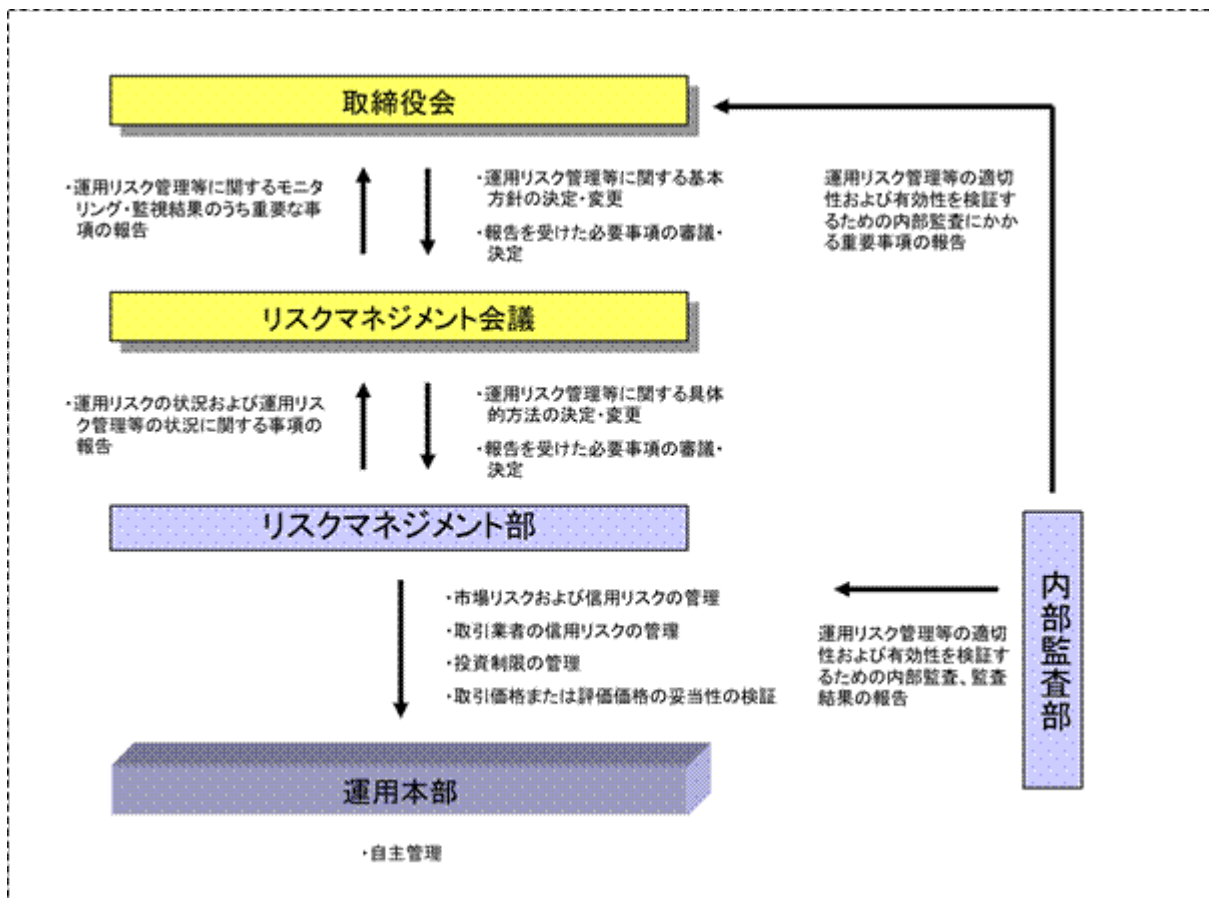 取締役会
・運用リスク管理等に関するモニ
タリング・監視結果のうち重要な事
項の報告
・運用リスク管理等に関する基本
方針の決定・変更
・報告を受けた必要事項の審議・
決定
運用リスク管理等の適切
性および有効性を検証す
るための内部監査にかか
る重要事項の報告
リスクマネジメント会議
・運用リスクの状況および運用リス
ク管理等の状況に関する事項の
報告
・運用リスク管理等に関する具体
的方法の決定・変更
・報告を受けた必要事項の審議・
決定
リスクマネジメント部
・市場リスクおよび信用リスクの管理
・取引業者の信用リスクの管理
・投資制限の管理
・取引価格または評価価格の妥当性の検証
運用リスク管理等の適切
性および有効性を検証す
るための内部監査、監査
結果の報告
内部監査部
運用本部
・自主管理